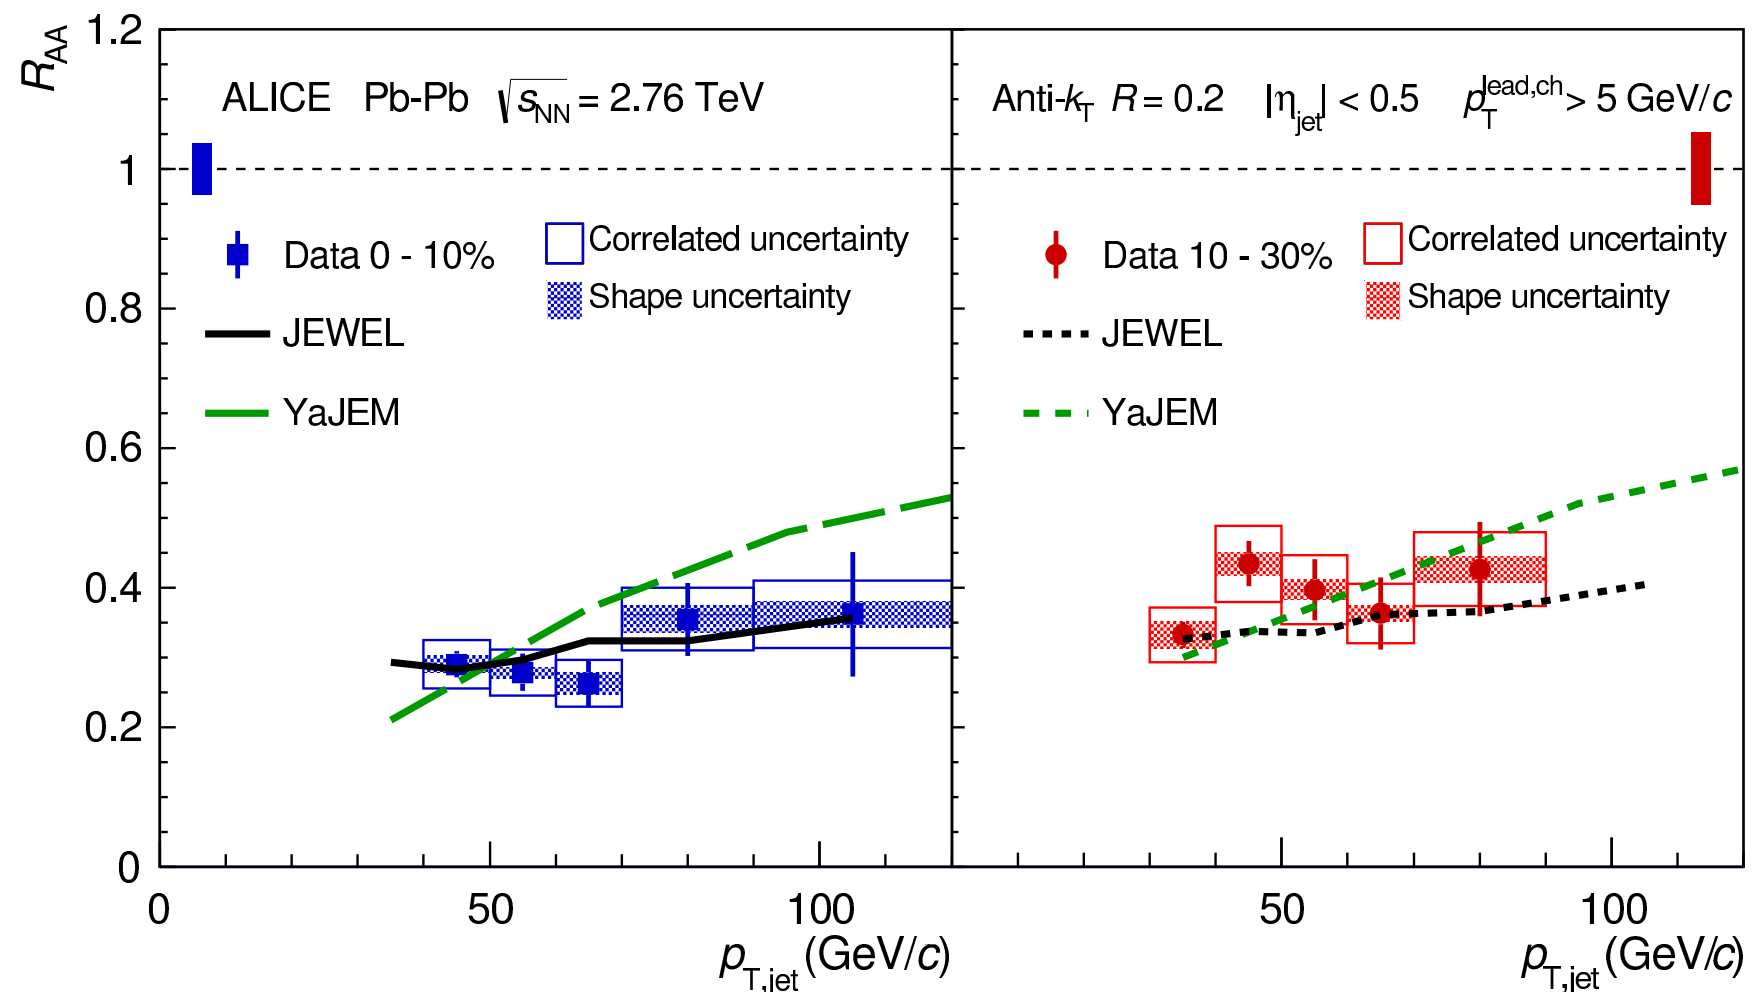 R_AA
1.2
1
0.8
0.6
0.4
0.2
0
ALICE Pb-Pb √s_NN = 2.76 TeV
Data 0 - 10%
Correlated uncertainty
Shape uncertainty
JEWEL
YaJEM
0 50 100
p_T,jet (GeV/c)
Anti-k_T R = 0.2 |η_jet| < 0.5 p_T^lead,ch > 5 GeV/c
Data 10 - 30%
Correlated uncertainty
Shape uncertainty
JEWEL
YaJEM
50 100
p_T,jet (GeV/c)